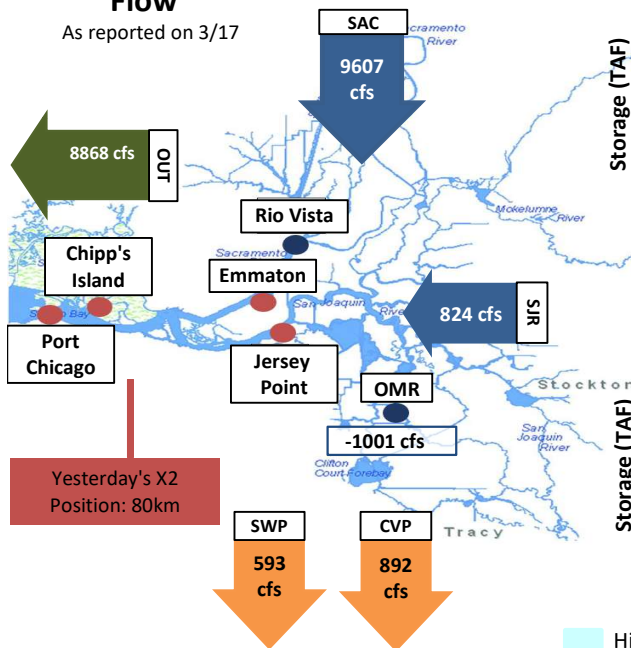 Flow
As reported on 3/17
SAC
Sacramento
River
9607
cfs
Storage (TAF)
8868 cfs
OUT
Mokelumne
River
Rio Vista
Chipp's
Island
Sacramento
Emmaton
San Joaquin
River
824 cfs
SJR
Port
Chicago
Jersey
Point
OMR
Stockton
-1001 cfs
San
Joaquin
River
Clifton
Court Forebay
Storage (TAF)
Yesterday's X2
Position: 80km
SWP
CVP
Tracy
593
cfs
892
cfs